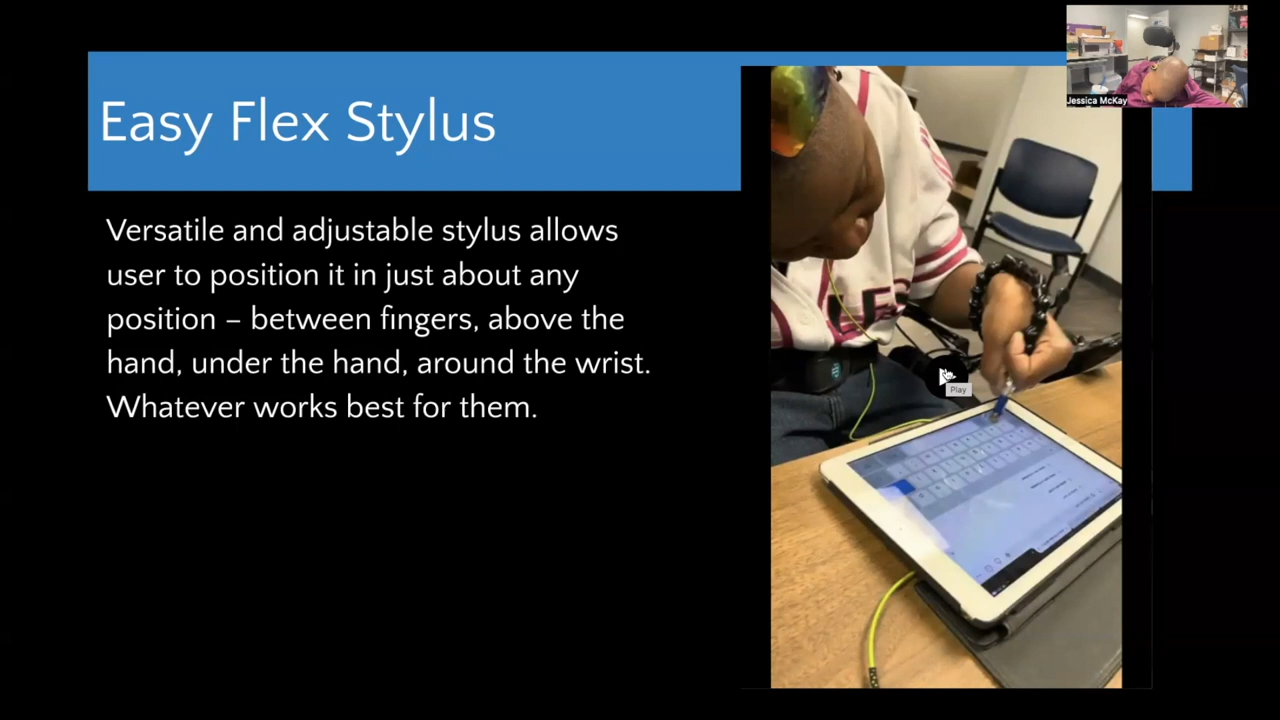 Easy Flex Stylus
Jessica McKay
Versatile and adjustable stylus allows
user to position it in just about any
position – between fingers, above the
hand, under the hand, around the wrist.
Whatever works best for them.
Play